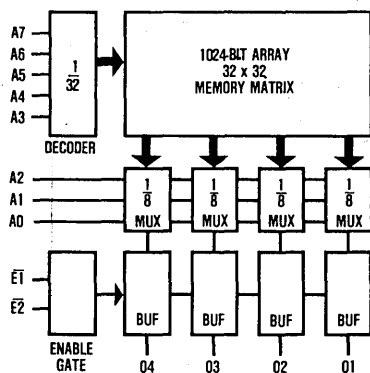 A7
A6
A5
A4
A3
1/32
DECODER
1024-BIT ARRAY
32 x 32
MEMORY MATRIX
A2
A1
A0
1/8
MUX
1/8
MUX
1/8
MUX
1/8
MUX
E̅1̅
E̅2̅
ENABLE
GATE
BUF
BUF
BUF
BUF
04
03
02
01